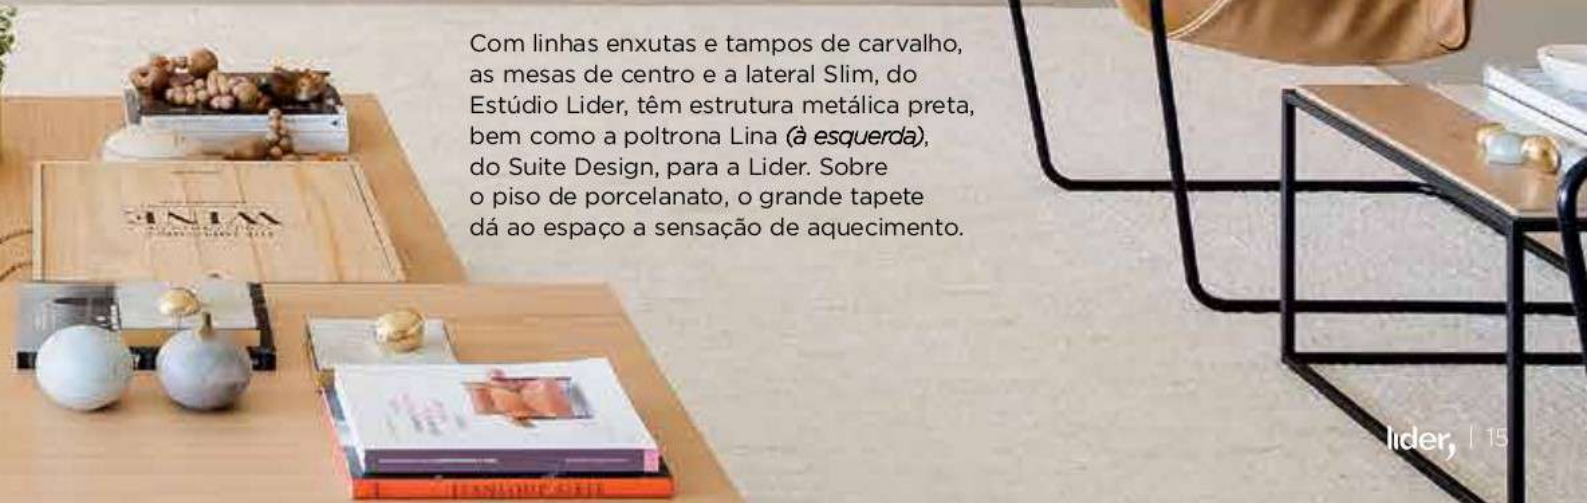 Com linhas enxutas e tampos de carvalho,
as mesas de centro e a lateral Slim, do
Estúdio Lider, têm estrutura metálica preta,
bem como a poltrona Lina (à esquerda),
do Suite Design, para a Lider. Sobre
o piso de porcelanato, o grande tapete
dá ao espaço a sensação de aquecimento.
lider, | 15